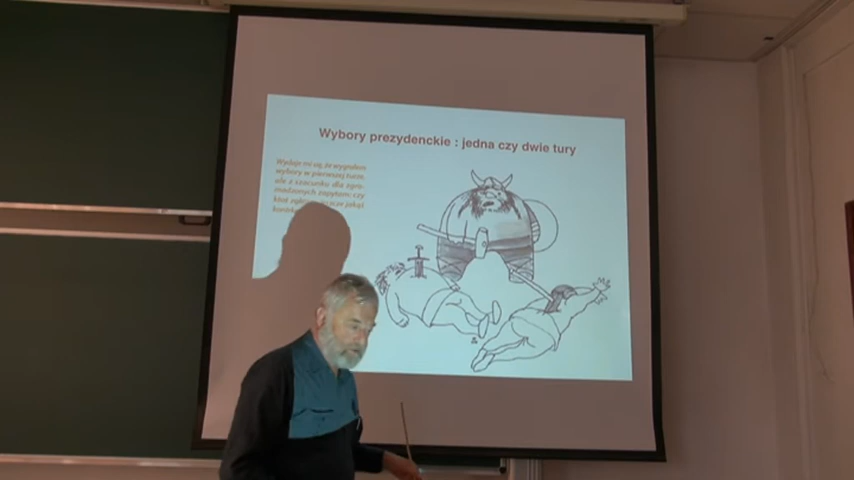 Wybory prezydenckie : jedna czy dwie tury
Wydaje mi się, że wygrałem
wybory w pierwszej turze,
ale z szacunku dla zgro-
madzonych zapytam: czy
ktoś